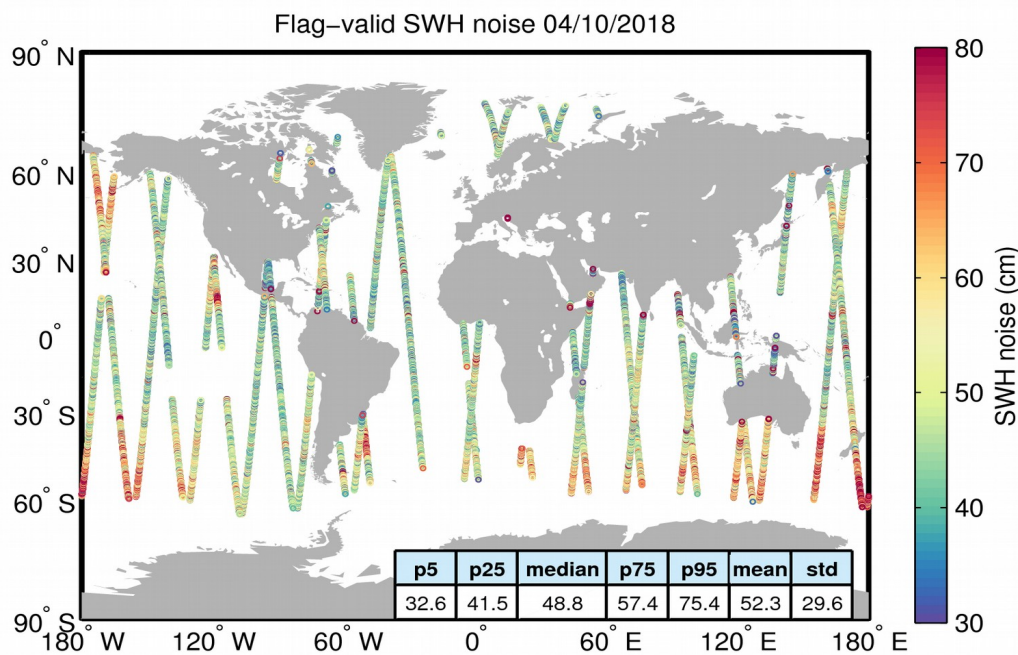 Flag−valid SWH noise 04/10/2018
90° N
60° N
30° N
0°
30° S
60° S
90° S
180° W
120° W
60° W
0°
60° E
120° E
180° E
p5 p25 median p75 p95 mean std
32.6 41.5 48.8 57.4 75.4 52.3 29.6
80
70
60
50
40
30
SWH noise (cm)